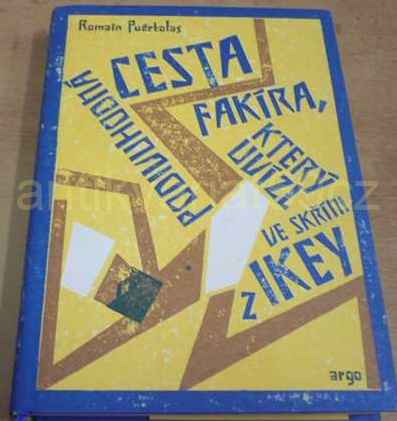 Romain Puértolas
PODIVUHODNÁ
CESTA
FAKÍRA,
KTERÝ
UVÍZL
VE SKŘÍNI
Z IKEY
argo